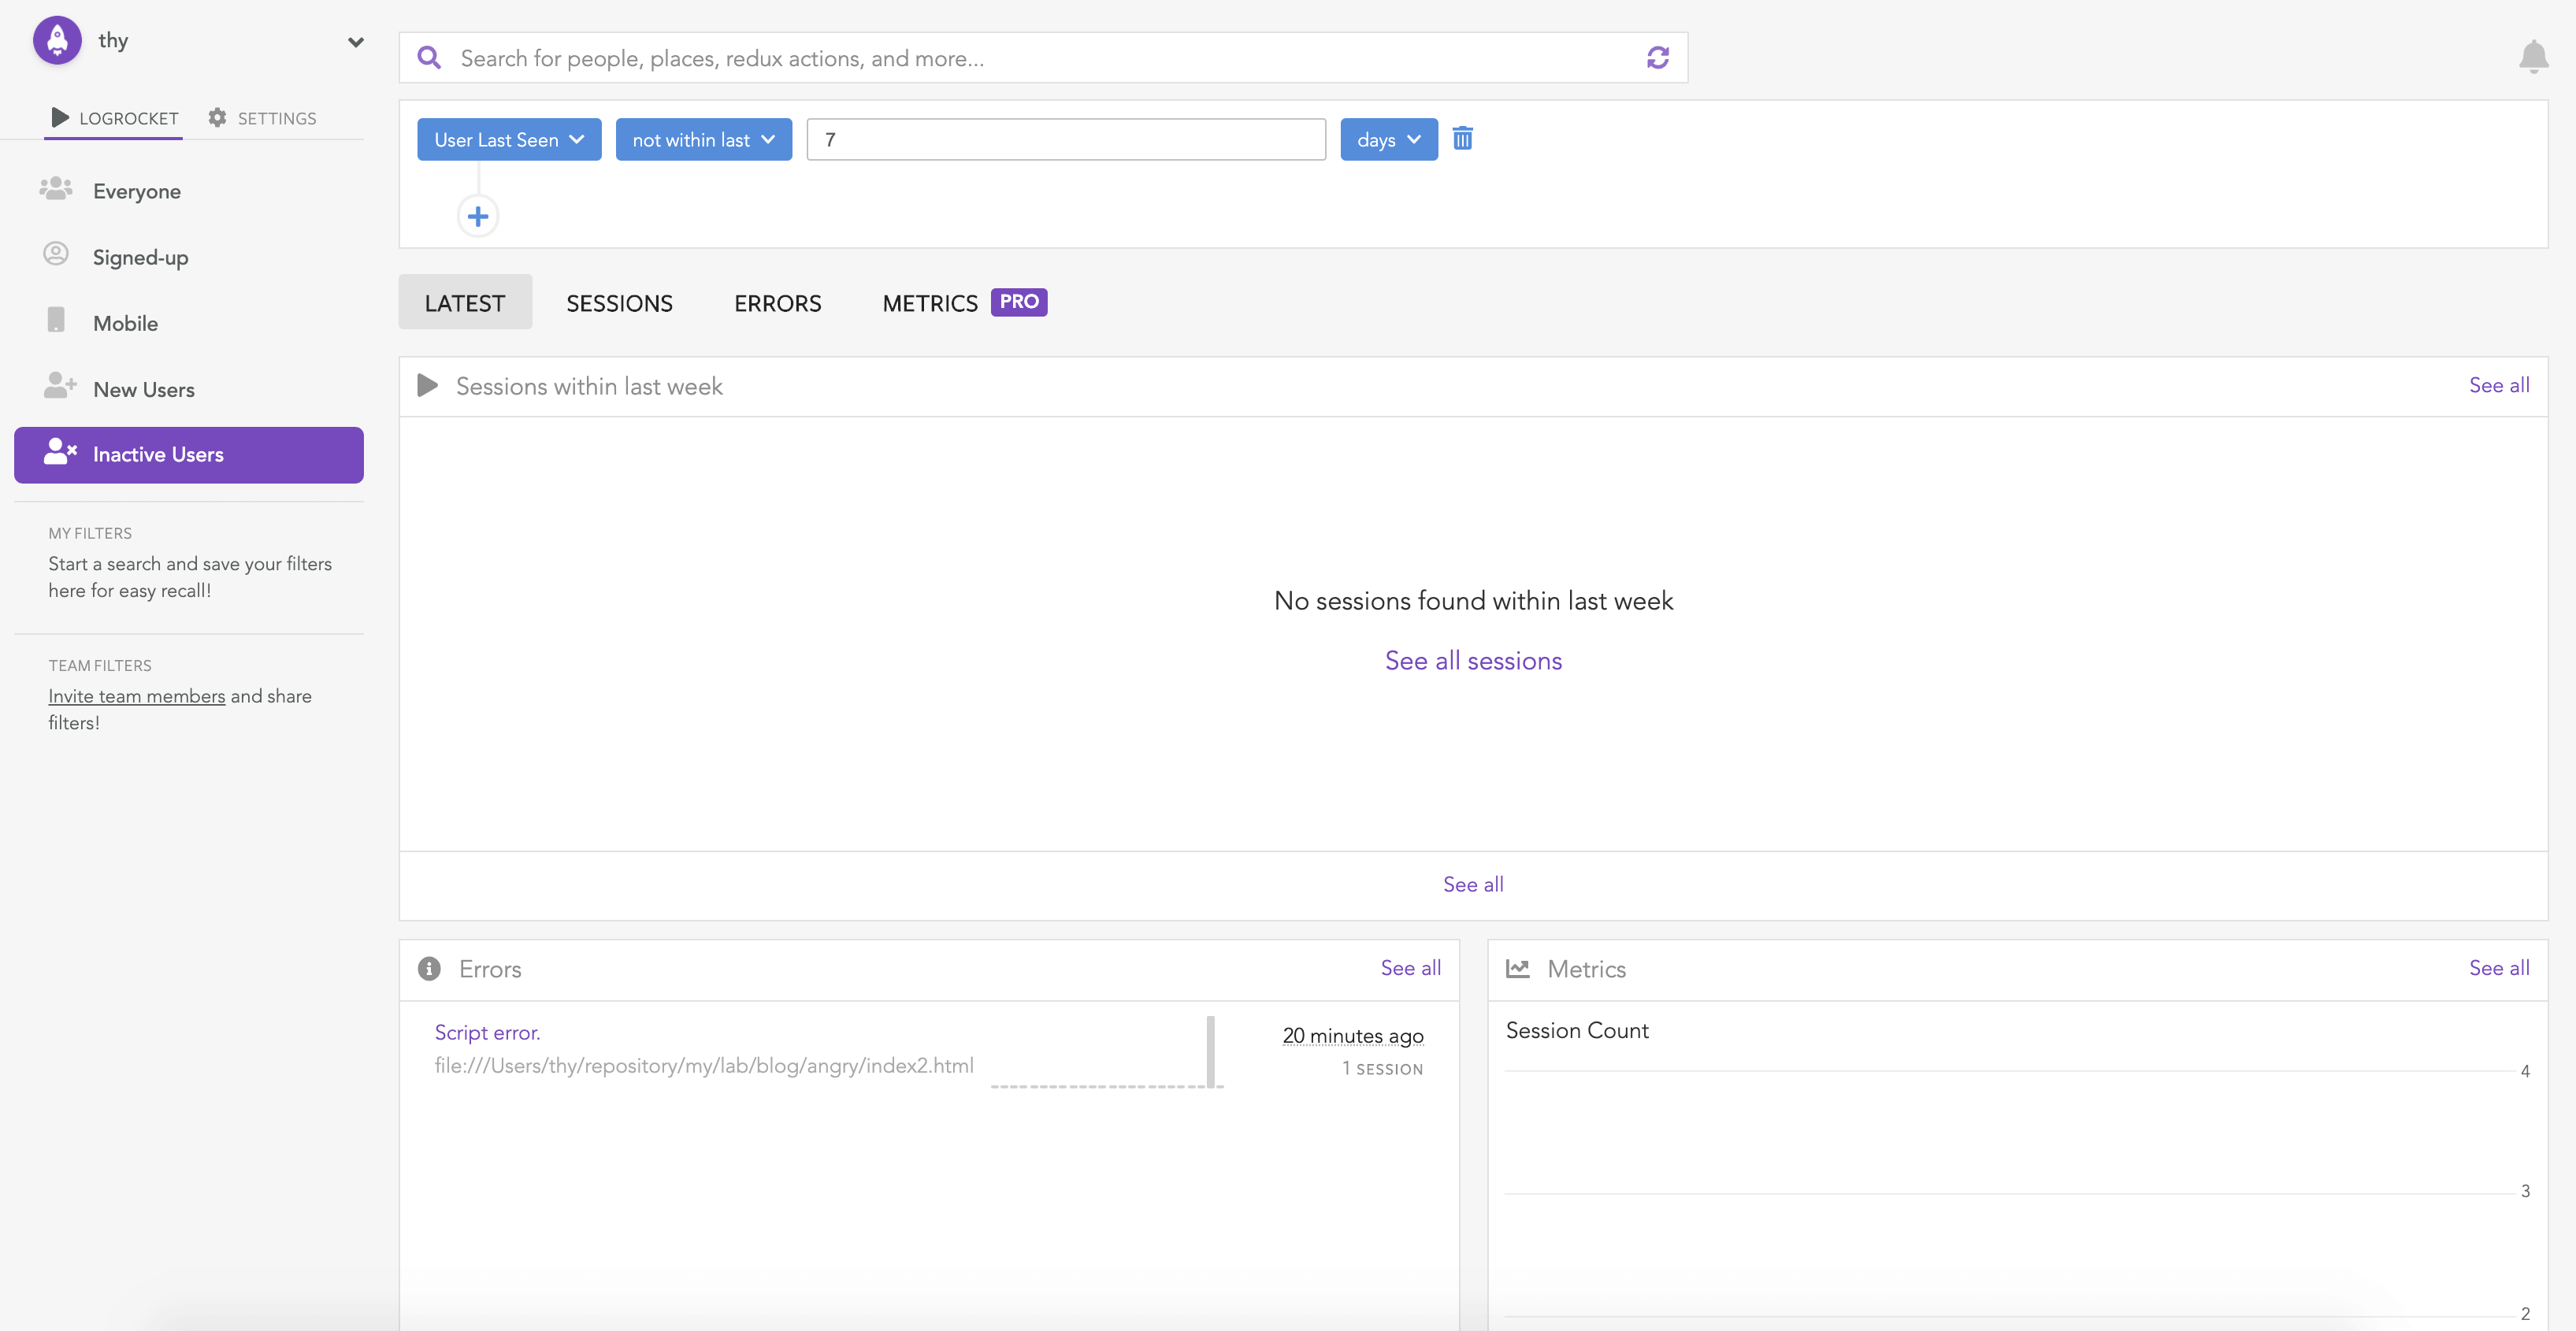 thy
LOGROCKET SETTINGS
Everyone
Signed-up
Mobile
New Users
Inactive Users
MY FILTERS
Start a search and save your filters
here for easy recall!
TEAM FILTERS
Invite team members and share
filters!
Search for people, places, redux actions, and more...
User Last Seen not within last 7 days
LATEST SESSIONS ERRORS METRICS PRO
Sessions within last week See all
No sessions found within last week
See all sessions
See all
Errors See all
Script error. 20 minutes ago
file:///Users/thy/repository/my/lab/blog/angry/index2.html 1 SESSION
Metrics See all
Session Count
4
3
2